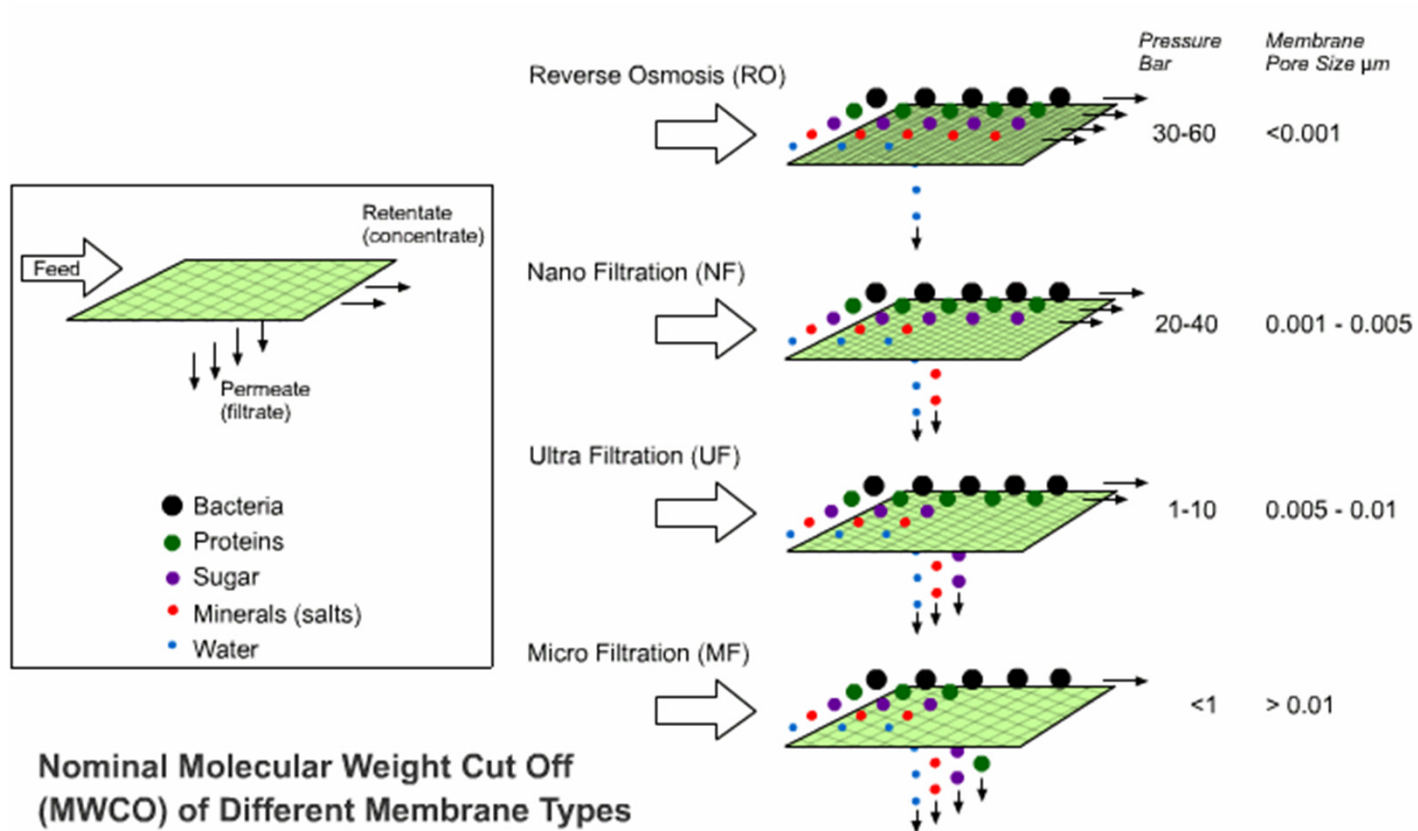 Pressure
Bar
Membrane
Pore Size µm
Reverse Osmosis (RO)
30-60
<0.001
Retentate
(concentrate)
Feed
Permeate
(filtrate)
Bacteria
Proteins
Sugar
Minerals (salts)
Water
Nano Filtration (NF)
20-40
0.001 - 0.005
Ultra Filtration (UF)
1-10
0.005 - 0.01
Micro Filtration (MF)
<1
> 0.01
Nominal Molecular Weight Cut Off
(MWCO) of Different Membrane Types